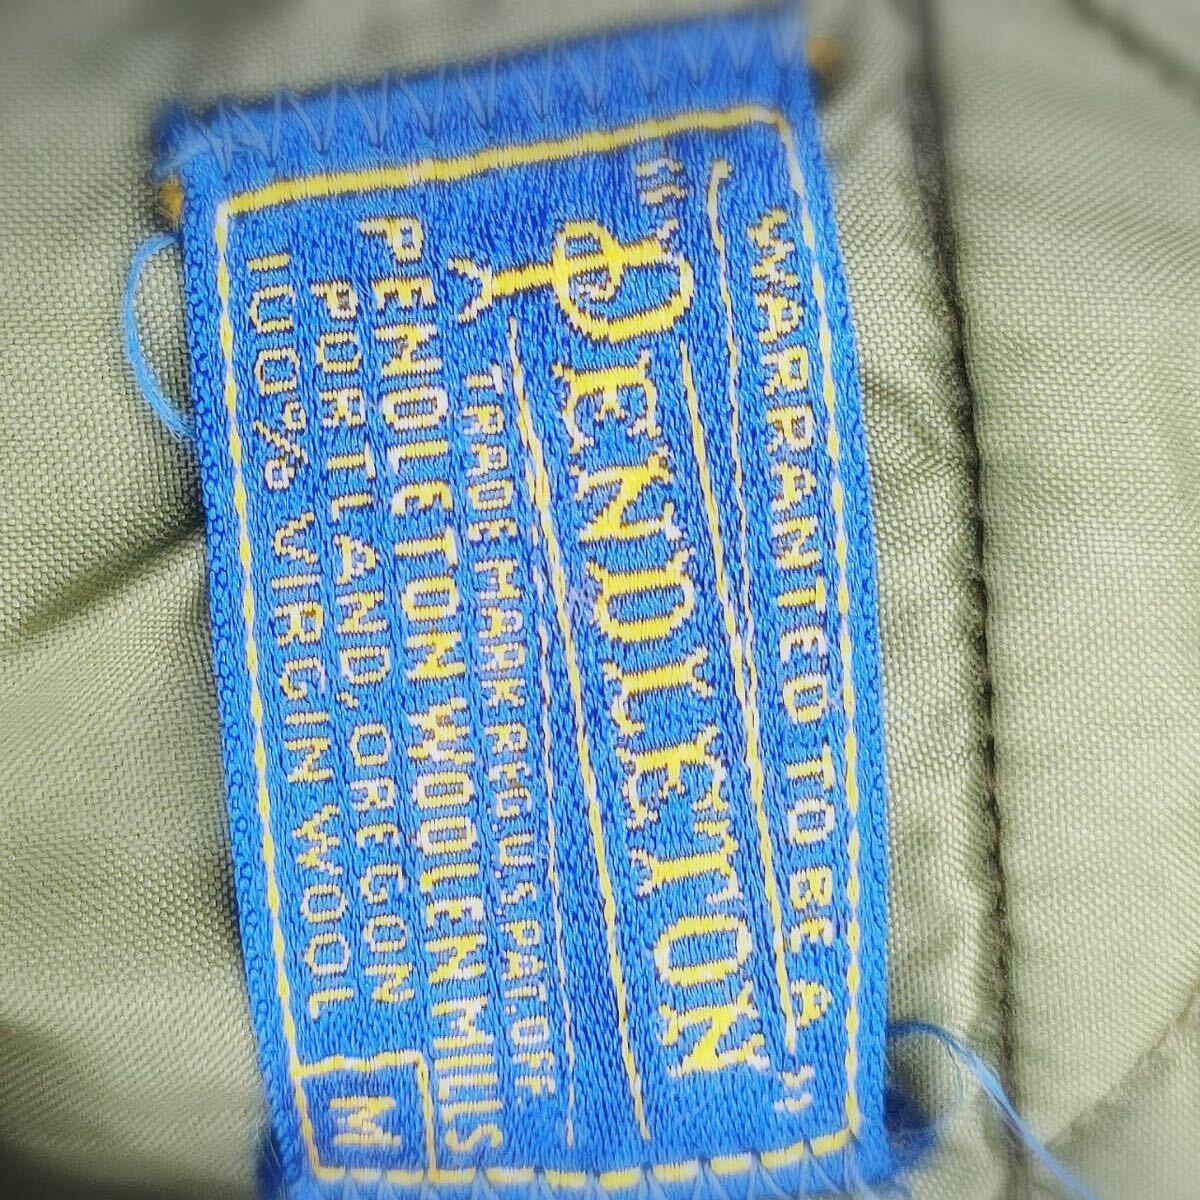 WARRANTED TO BE A
"PENDLETON"
TRADE MARK REG. U.S. PAT. OFF.
PENDLETON WOOLEN MILLS
PORTLAND, OREGON
100% VIRGIN WOOL
M